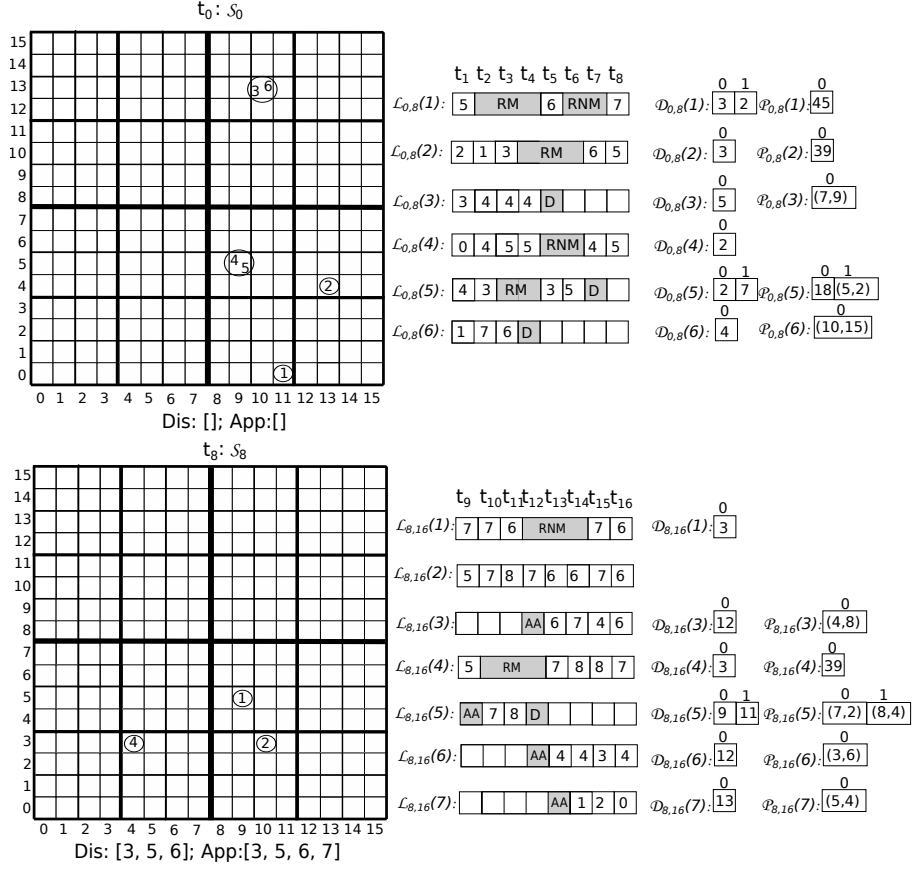 t0: S0
15
14
13
12
11
10
9
8
7
6
5
4
3
2
1
0
3 6
4 5
2
1
0 1 2 3 4 5 6 7 8 9 10 11 12 13 14 15
Dis: []; App:[]
t1 t2 t3 t4 t5 t6 t7 t8
ℒ0,8(1): 5 RM 6 RNM 7
0 1
𝒟0,8(1): 3 2
0
𝒫0,8(1): 45
ℒ0,8(2): 2 1 3 RM 6 5
0
𝒟0,8(2): 3
0
𝒫0,8(2): 39
ℒ0,8(3): 3 4 4 4 D
0
𝒟0,8(3): 5
0
𝒫0,8(3): (7,9)
ℒ0,8(4): 0 4 5 5 RNM 4 5
0
𝒟0,8(4): 2
ℒ0,8(5): 4 3 RM 3 5 D
0 1
𝒟0,8(5): 2 7
0 1
𝒫0,8(5): 18 (5,2)
ℒ0,8(6): 1 7 6 D
0
𝒟0,8(6): 4
0
𝒫0,8(6): (10,15)
t8: S8
15
14
13
12
11
10
9
8
7
6
5
4
3
2
1
0
1
4
2
0 1 2 3 4 5 6 7 8 9 10 11 12 13 14 15
Dis: [3, 5, 6]; App:[3, 5, 6, 7]
t9 t10 t11 t12 t13 t14 t15 t16
ℒ8,16(1): 7 7 6 RNM 7 6
0
𝒟8,16(1): 3
ℒ8,16(2): 5 7 8 7 6 6 7 6
ℒ8,16(3): AA 6 7 4 6
0
𝒟8,16(3): 12
0
𝒫8,16(3): (4,8)
ℒ8,16(4): 5 RM 7 8 8 7
0
𝒟8,16(4): 3
0
𝒫8,16(4): 39
ℒ8,16(5): AA 7 8 D
0 1
𝒟8,16(5): 9 11
0 1
𝒫8,16(5): (7,2) (8,4)
ℒ8,16(6): AA 4 4 3 4
0
𝒟8,16(6): 12
0
𝒫8,16(6): (3,6)
ℒ8,16(7): AA 1 2 0
0
𝒟8,16(7): 13
0
𝒫8,16(7): (5,4)